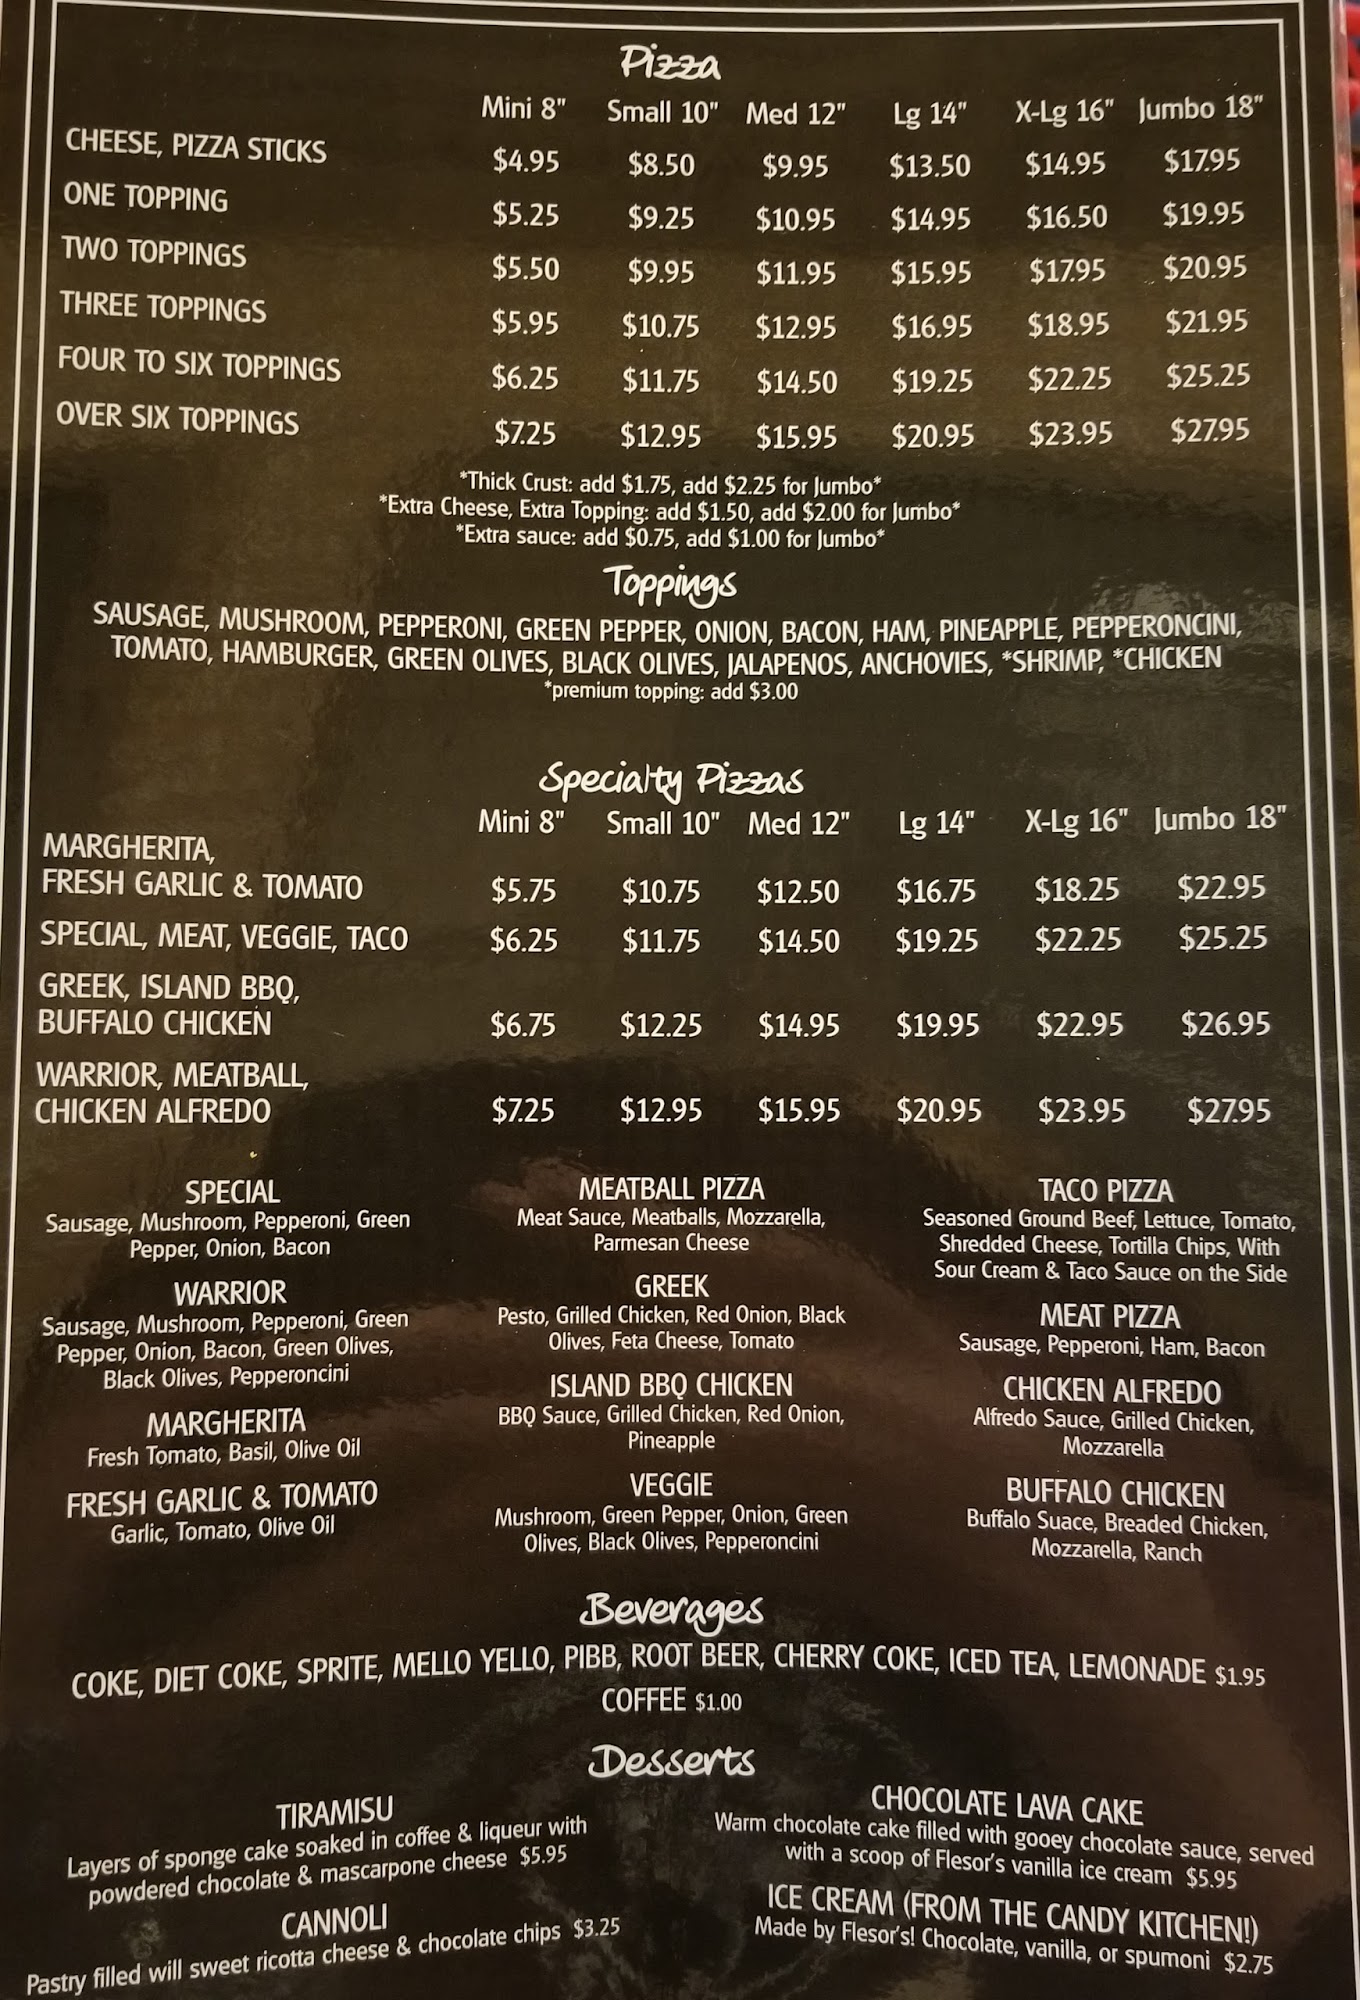 Pizza
Mini 8" Small 10" Med 12" Lg 14" X-Lg 16" Jumbo 18"
CHEESE, PIZZA STICKS $4.95 $8.50 $9.95 $13.50 $14.95 $17.95
ONE TOPPING $5.25 $9.25 $10.95 $14.95 $16.50 $19.95
TWO TOPPINGS $5.50 $9.95 $11.95 $15.95 $17.95 $20.95
THREE TOPPINGS $5.95 $10.75 $12.95 $16.95 $18.95 $21.95
FOUR TO SIX TOPPINGS $6.25 $11.75 $14.50 $19.25 $22.25 $25.25
OVER SIX TOPPINGS $7.25 $12.95 $15.95 $20.95 $23.95 $27.95
*Thick Crust: add $1.75, add $2.25 for Jumbo*
*Extra Cheese, Extra Topping: add $1.50, add $2.00 for Jumbo*
*Extra sauce: add $0.75, add $1.00 for Jumbo*
Toppings
SAUSAGE, MUSHROOM, PEPPERONI, GREEN PEPPER, ONION, BACON, HAM, PINEAPPLE, PEPPERONCINI,
TOMATO, HAMBURGER, GREEN OLIVES, BLACK OLIVES, JALAPENOS, ANCHOVIES, *SHRIMP, *CHICKEN
*premium topping: add $3.00
Specialty Pizzas
Mini 8" Small 10" Med 12" Lg 14" X-Lg 16" Jumbo 18"
MARGHERITA,
FRESH GARLIC & TOMATO $5.75 $10.75 $12.50 $16.75 $18.25 $22.95
SPECIAL, MEAT, VEGGIE, TACO $6.25 $11.75 $14.50 $19.25 $22.25 $25.25
GREEK, ISLAND BBQ,
BUFFALO CHICKEN $6.75 $12.25 $14.95 $19.95 $22.95 $26.95
WARRIOR, MEATBALL,
CHICKEN ALFREDO $7.25 $12.95 $15.95 $20.95 $23.95 $27.95
SPECIAL
Sausage, Mushroom, Pepperoni, Green
Pepper, Onion, Bacon
WARRIOR
Sausage, Mushroom, Pepperoni, Green
Pepper, Onion, Bacon, Green Olives,
Black Olives, Pepperoncini
MARGHERITA
Fresh Tomato, Basil, Olive Oil
FRESH GARLIC & TOMATO
Garlic, Tomato, Olive Oil
MEATBALL PIZZA
Meat Sauce, Meatballs, Mozzarella,
Parmesan Cheese
GREEK
Pesto, Grilled Chicken, Red Onion, Black
Olives, Feta Cheese, Tomato
ISLAND BBQ CHICKEN
BBQ Sauce, Grilled Chicken, Red Onion,
Pineapple
VEGGIE
Mushroom, Green Pepper, Onion, Green
Olives, Black Olives, Pepperoncini
TACO PIZZA
Seasoned Ground Beef, Lettuce, Tomato,
Shredded Cheese, Tortilla Chips, With
Sour Cream & Taco Sauce on the Side
MEAT PIZZA
Sausage, Pepperoni, Ham, Bacon
CHICKEN ALFREDO
Alfredo Sauce, Grilled Chicken,
Mozzarella
BUFFALO CHICKEN
Buffalo Suace, Breaded Chicken,
Mozzarella, Ranch
Beverages
COKE, DIET COKE, SPRITE, MELLO YELLO, PIBB, ROOT BEER, CHERRY COKE, ICED TEA, LEMONADE $1.95
COFFEE $1.00
Desserts
TIRAMISU
Layers of sponge cake soaked in coffee & liqueur with
powdered chocolate & mascarpone cheese $5.95
CANNOLI
Pastry filled will sweet ricotta cheese & chocolate chips $3.25
CHOCOLATE LAVA CAKE
Warm chocolate cake filled with gooey chocolate sauce, served
with a scoop of Flesor's vanilla ice cream $5.95
ICE CREAM (FROM THE CANDY KITCHEN!)
Made by Flesor's! Chocolate, vanilla, or spumoni $2.75